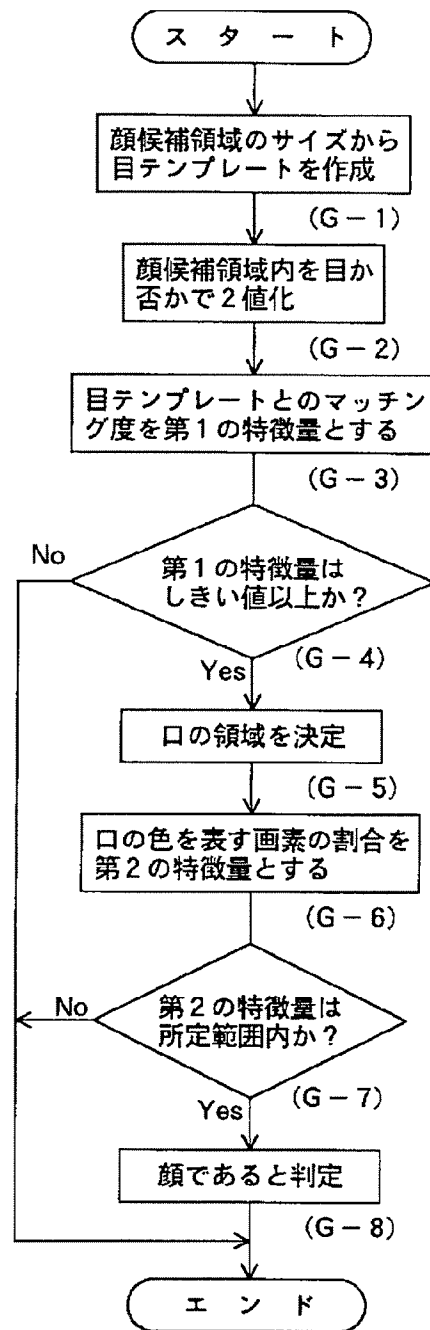 スタート
顔候補領域のサイズから
目テンプレートを作成
(G-1)
顔候補領域内を目か
否かで２値化
(G-2)
目テンプレートとのマッチン
グ度を第１の特徴量とする
(G-3)
No
第１の特徴量は
しきい値以上か？
(G-4)
Yes
口の領域を決定
(G-5)
口の色を表す画素の割合を
第２の特徴量とする
(G-6)
No
第２の特徴量は
所定範囲内か？
(G-7)
Yes
顔であると判定
(G-8)
エンド